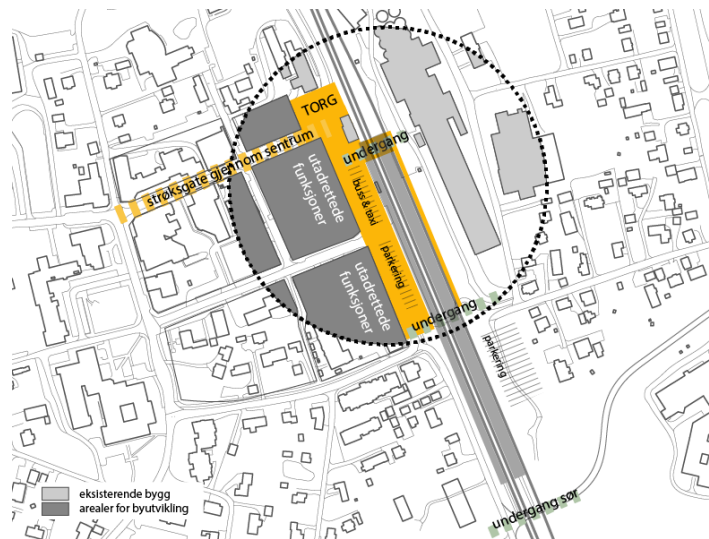 TORG
undergang
strøksgate gjennom sentrum
utadrettede
funksjoner
buss & taxi
parkering
utadrettede
funksjoner
undergang
parkering
eksisterende bygg
arealer for byutvikling
undergang sør